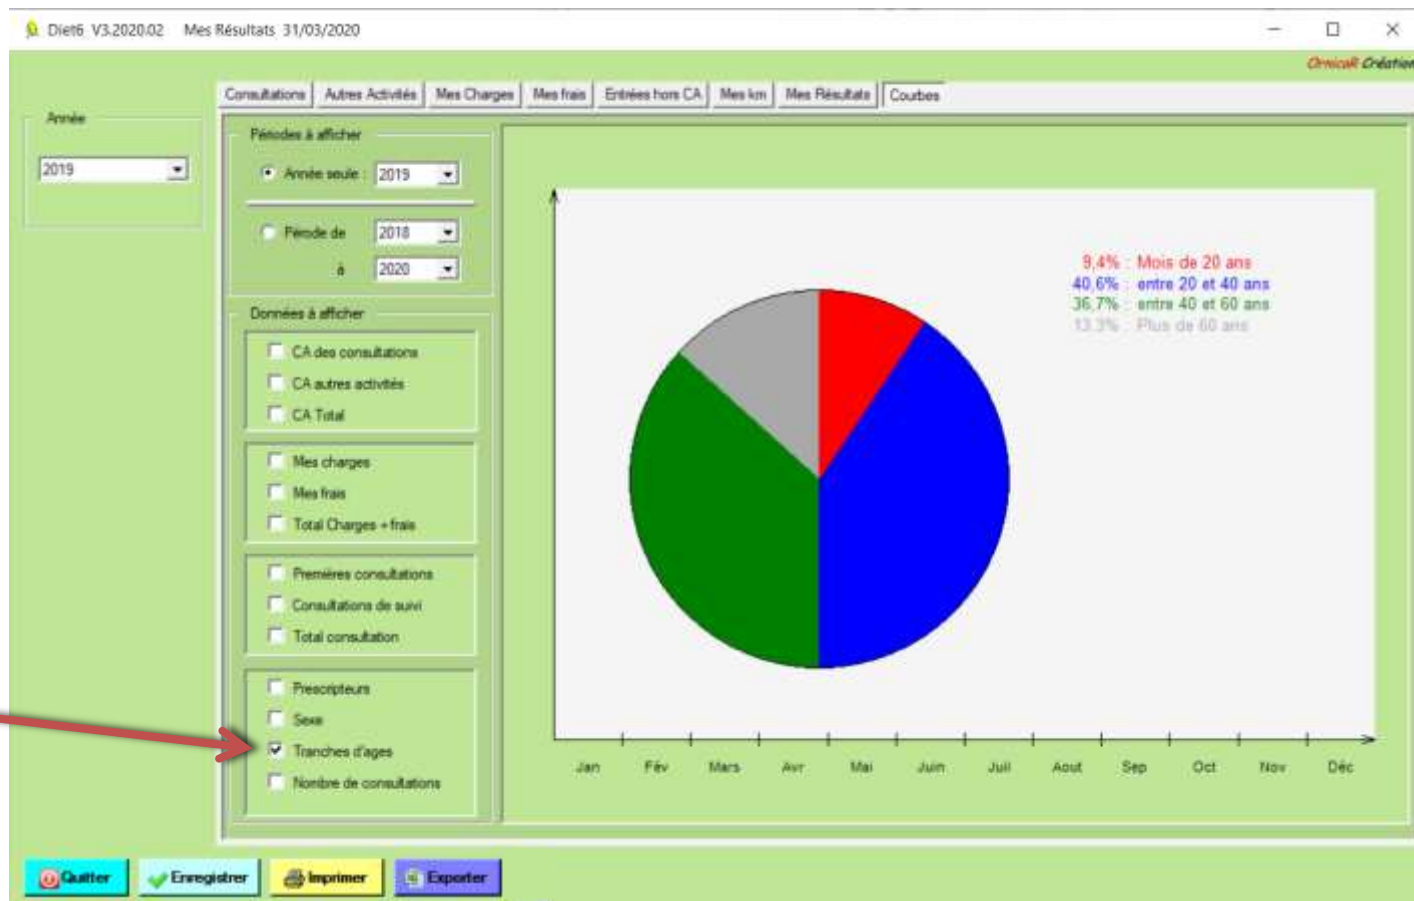 Diet6 V3.2020.02 Mes Résultats 31/03/2020
OrnicaR Création
Consultations Autres Activités Mes Charges Mes frais Entrées hors CA Mes km Mes Résultats Courbes
Année
2019
Périodes à afficher
Année seule : 2019
Période de 2018
à 2020
Données à afficher
CA des consultations
CA autres activités
CA Total
Mes charges
Mes frais
Total Charges + frais
Premières consultations
Consultations de suivi
Total consultation
Prescripteurs
Sexe
Tranches d'ages
Nombre de consultations
9,4% : Mois de 20 ans
40,6% : entre 20 et 40 ans
36,7% : entre 40 et 60 ans
13,3% : Plus de 60 ans
Jan Fév Mars Avr Mai Juin Juil Aout Sep Oct Nov Déc
Quitter Enregistrer Imprimer Exporter